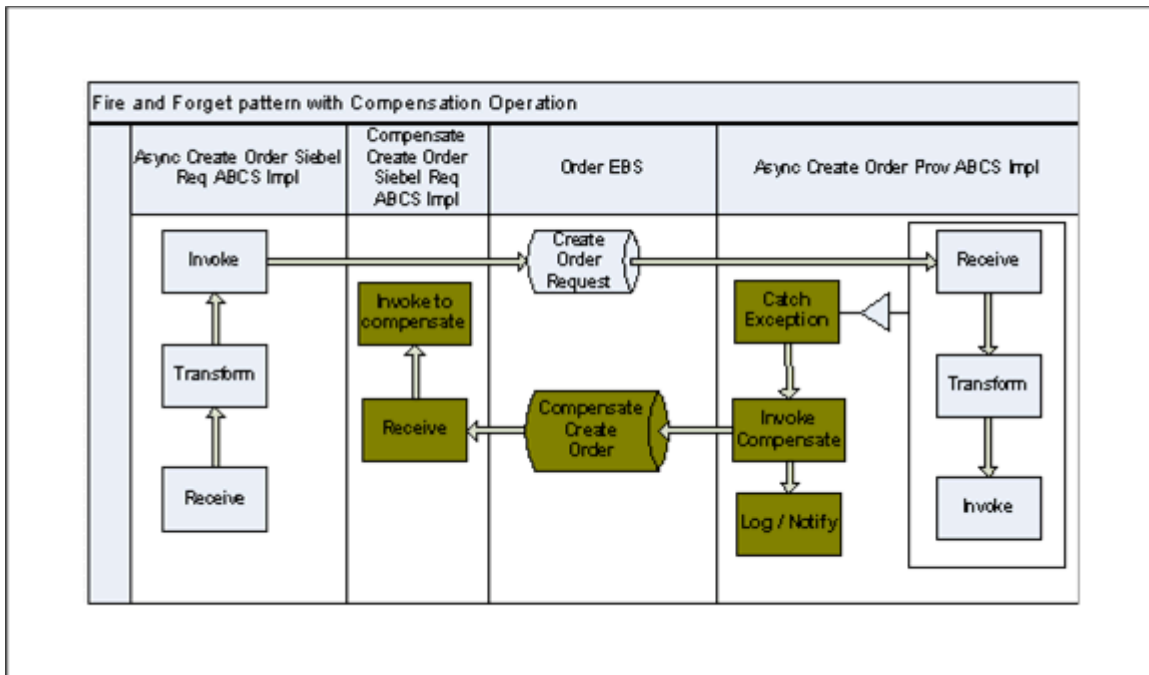 Fire and Forget pattern with Compensation Operation
Async Create Order Siebel
Req ABCS Impl
Compensate
Create Order
Siebel Req
ABCS Impl
Order EBS
Async Create Order Prov ABCS Impl
Invoke
Transform
Receive
Invoke to
compensate
Receive
Create
Order
Request
Compensate
Create
Order
Catch
Exception
Invoke
Compensate
Log / Notify
Receive
Transform
Invoke